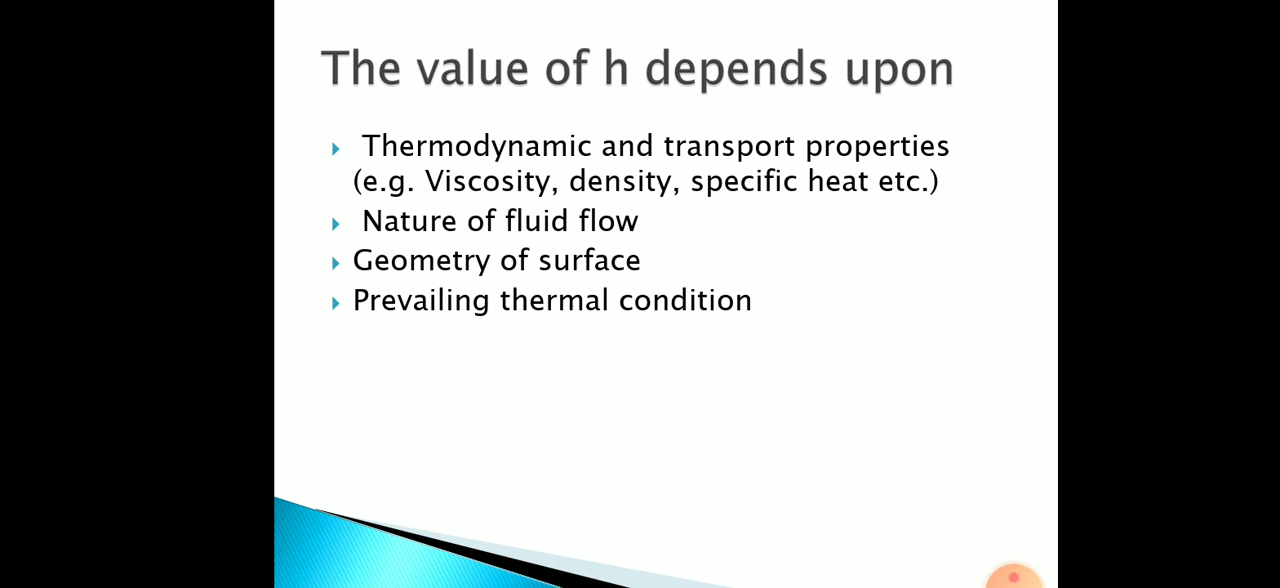 The value of h depends upon
Thermodynamic and transport properties
(e.g. Viscosity, density, specific heat etc.)
Nature of fluid flow
Geometry of surface
Prevailing thermal condition